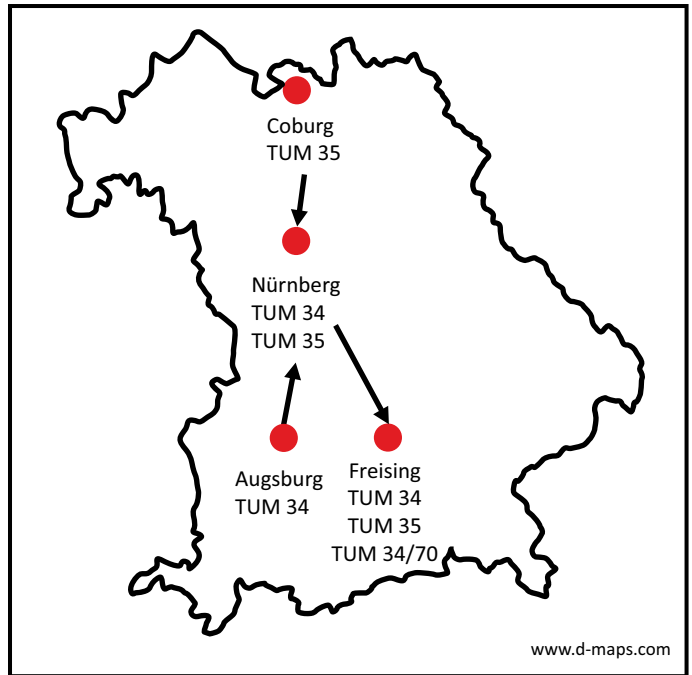 Coburg
TUM 35
Nürnberg
TUM 34
TUM 35
Augsburg
TUM 34
Freising
TUM 34
TUM 35
TUM 34/70
www.d-maps.com